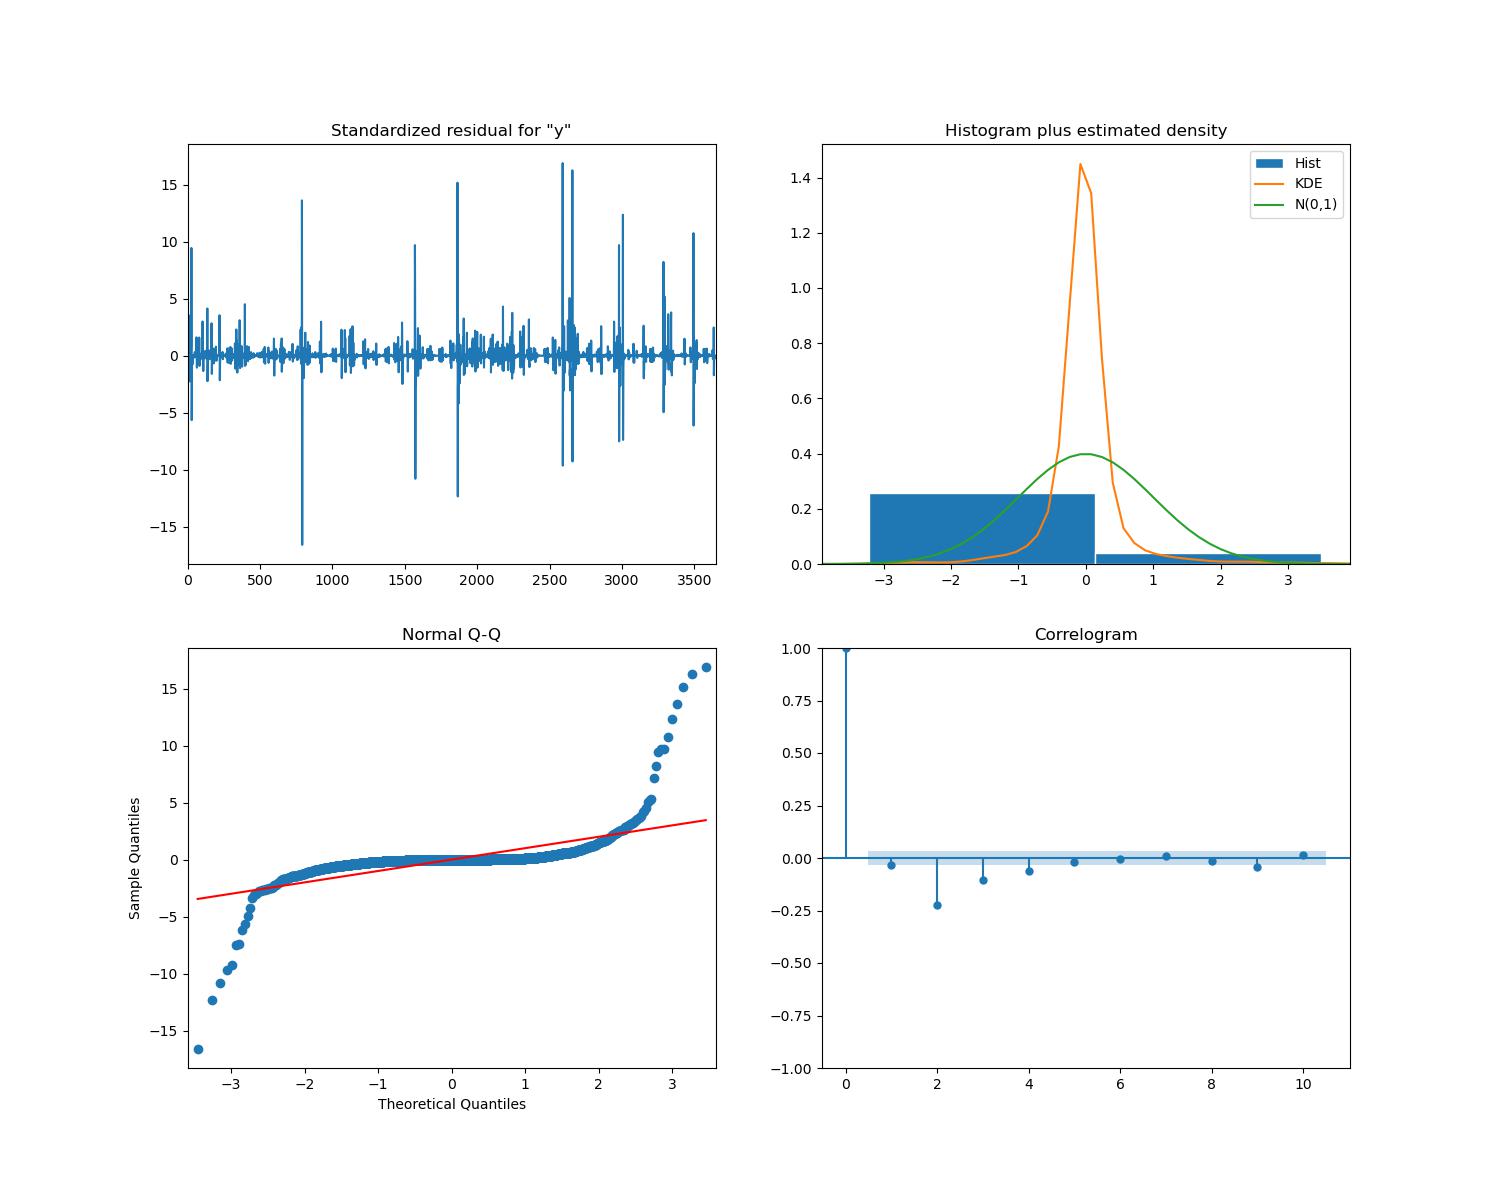 Standardized residual for "y"
15
10
5
0
−5
−10
−15
0 500 1000 1500 2000 2500 3000 3500
Histogram plus estimated density
Hist
KDE
N(0,1)
1.4
1.2
1.0
0.8
0.6
0.4
0.2
0.0
−3 −2 −1 0 1 2 3
Normal Q-Q
Sample Quantiles
15
10
5
0
−5
−10
−15
−3 −2 −1 0 1 2 3
Theoretical Quantiles
Correlogram
1.00
0.75
0.50
0.25
0.00
−0.25
−0.50
−0.75
−1.00
0 2 4 6 8 10